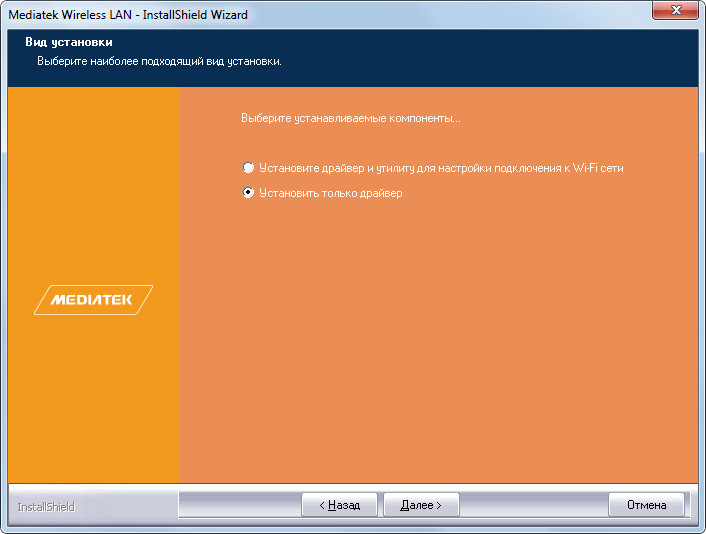 Mediatek Wireless LAN - InstallShield Wizard
Вид установки
Выберите наиболее подходящий вид установки.
Выберите устанавливаемые компоненты...
Установите драйвер и утилиту для настройки подключения к Wi-Fi сети
Установить только драйвер
MEDIATEK
InstallShield
< Назад
Далее >
Отмена